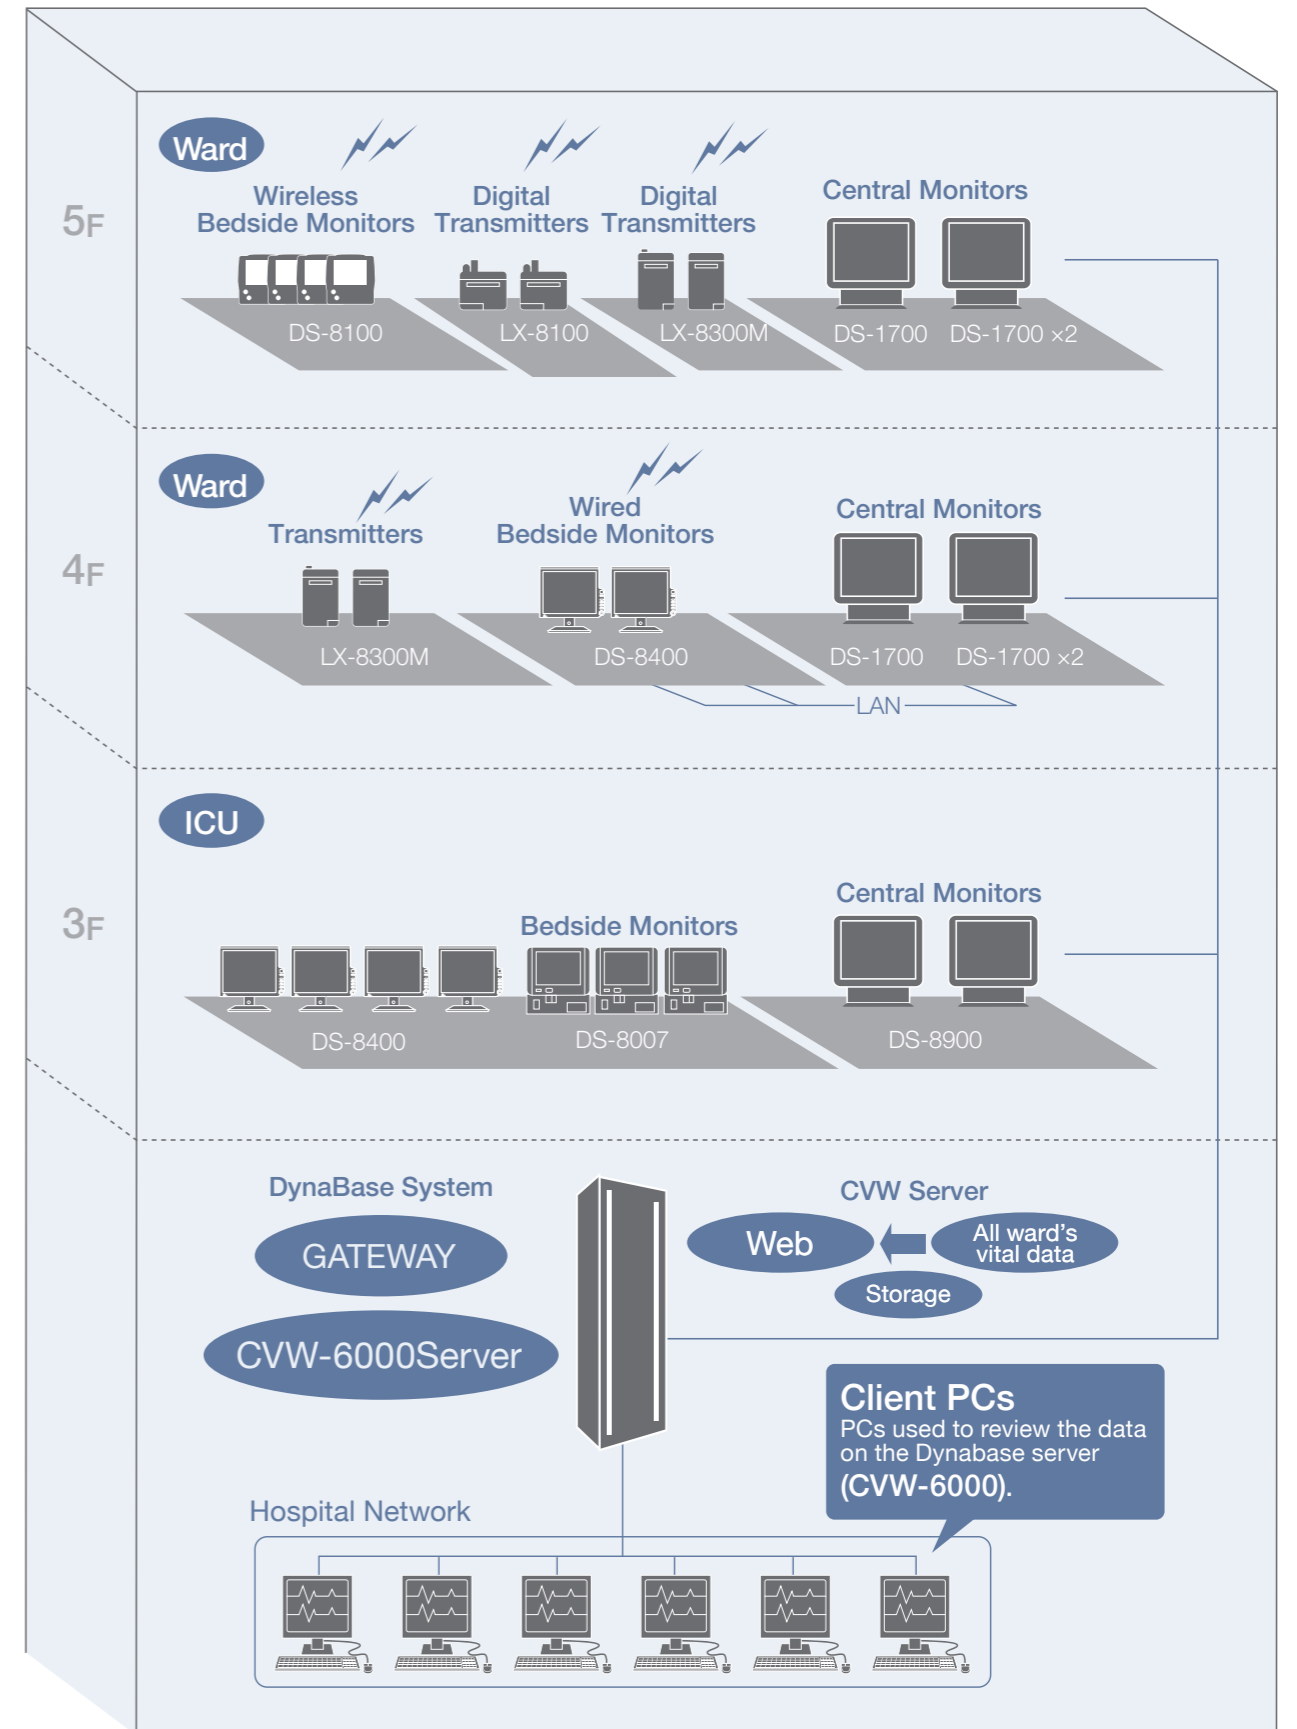 5F
Ward
Wireless
Bedside Monitors
Digital
Transmitters
Digital
Transmitters
Central Monitors
DS-8100
LX-8100
LX-8300M
DS-1700
DS-1700 ×2
4F
Ward
Transmitters
Wired
Bedside Monitors
Central Monitors
LX-8300M
DS-8400
DS-1700
DS-1700 ×2
LAN
3F
ICU
Bedside Monitors
Central Monitors
DS-8400
DS-8007
DS-8900
DynaBase System
GATEWAY
CVW-6000Server
CVW Server
Web
All ward's
vital data
Storage
Client PCs
PCs used to review the data
on the Dynabase server
(CVW-6000).
Hospital Network